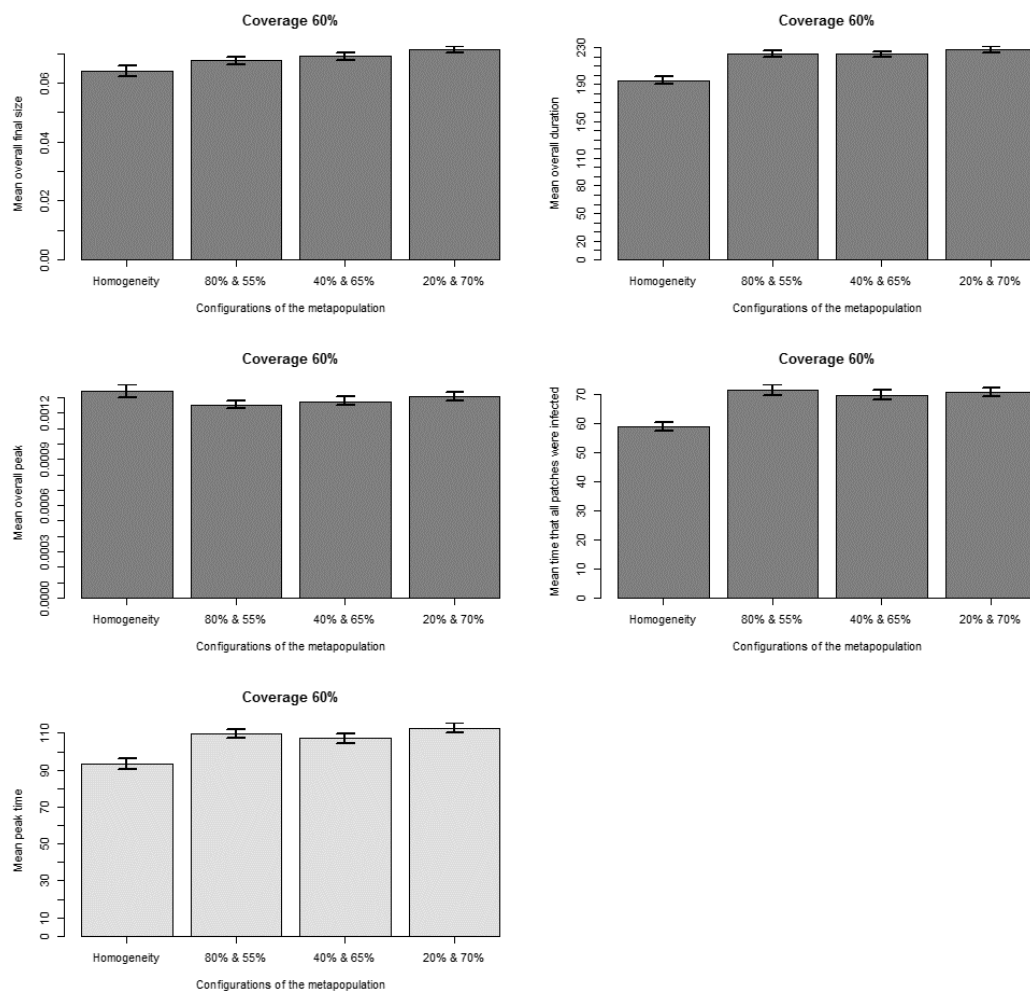 Coverage 60%
Mean overall final size
0.06
0.04
0.02
0.00
Homogeneity 80% & 55% 40% & 65% 20% & 70%
Configurations of the metapopulation
Coverage 60%
Mean overall duration
230
190
150
110
80
50
20
0
Homogeneity 80% & 55% 40% & 65% 20% & 70%
Configurations of the metapopulation
Coverage 60%
Mean overall peak
0.0012
0.0009
0.0006
0.0003
0.0000
Homogeneity 80% & 55% 40% & 65% 20% & 70%
Configurations of the metapopulation
Coverage 60%
Mean time that all patches were infected
70
60
50
40
30
20
10
0
Homogeneity 80% & 55% 40% & 65% 20% & 70%
Configurations of the metapopulation
Coverage 60%
Mean peak time
110
90
70
50
30
10
0
Homogeneity 80% & 55% 40% & 65% 20% & 70%
Configurations of the metapopulation